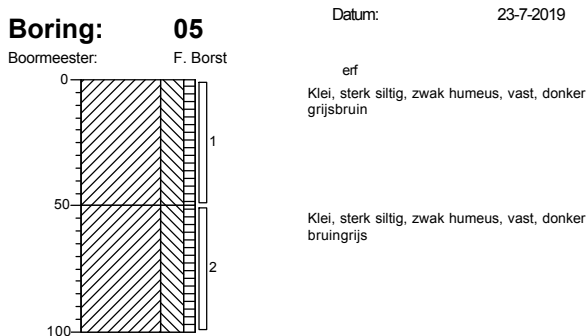 Boring: 05
Datum: 23-7-2019
Boormeester: F. Borst
erf
0
Klei, sterk siltig, zwak humeus, vast, donker
grijsbruin
1
50
Klei, sterk siltig, zwak humeus, vast, donker
bruingrijs
2
100